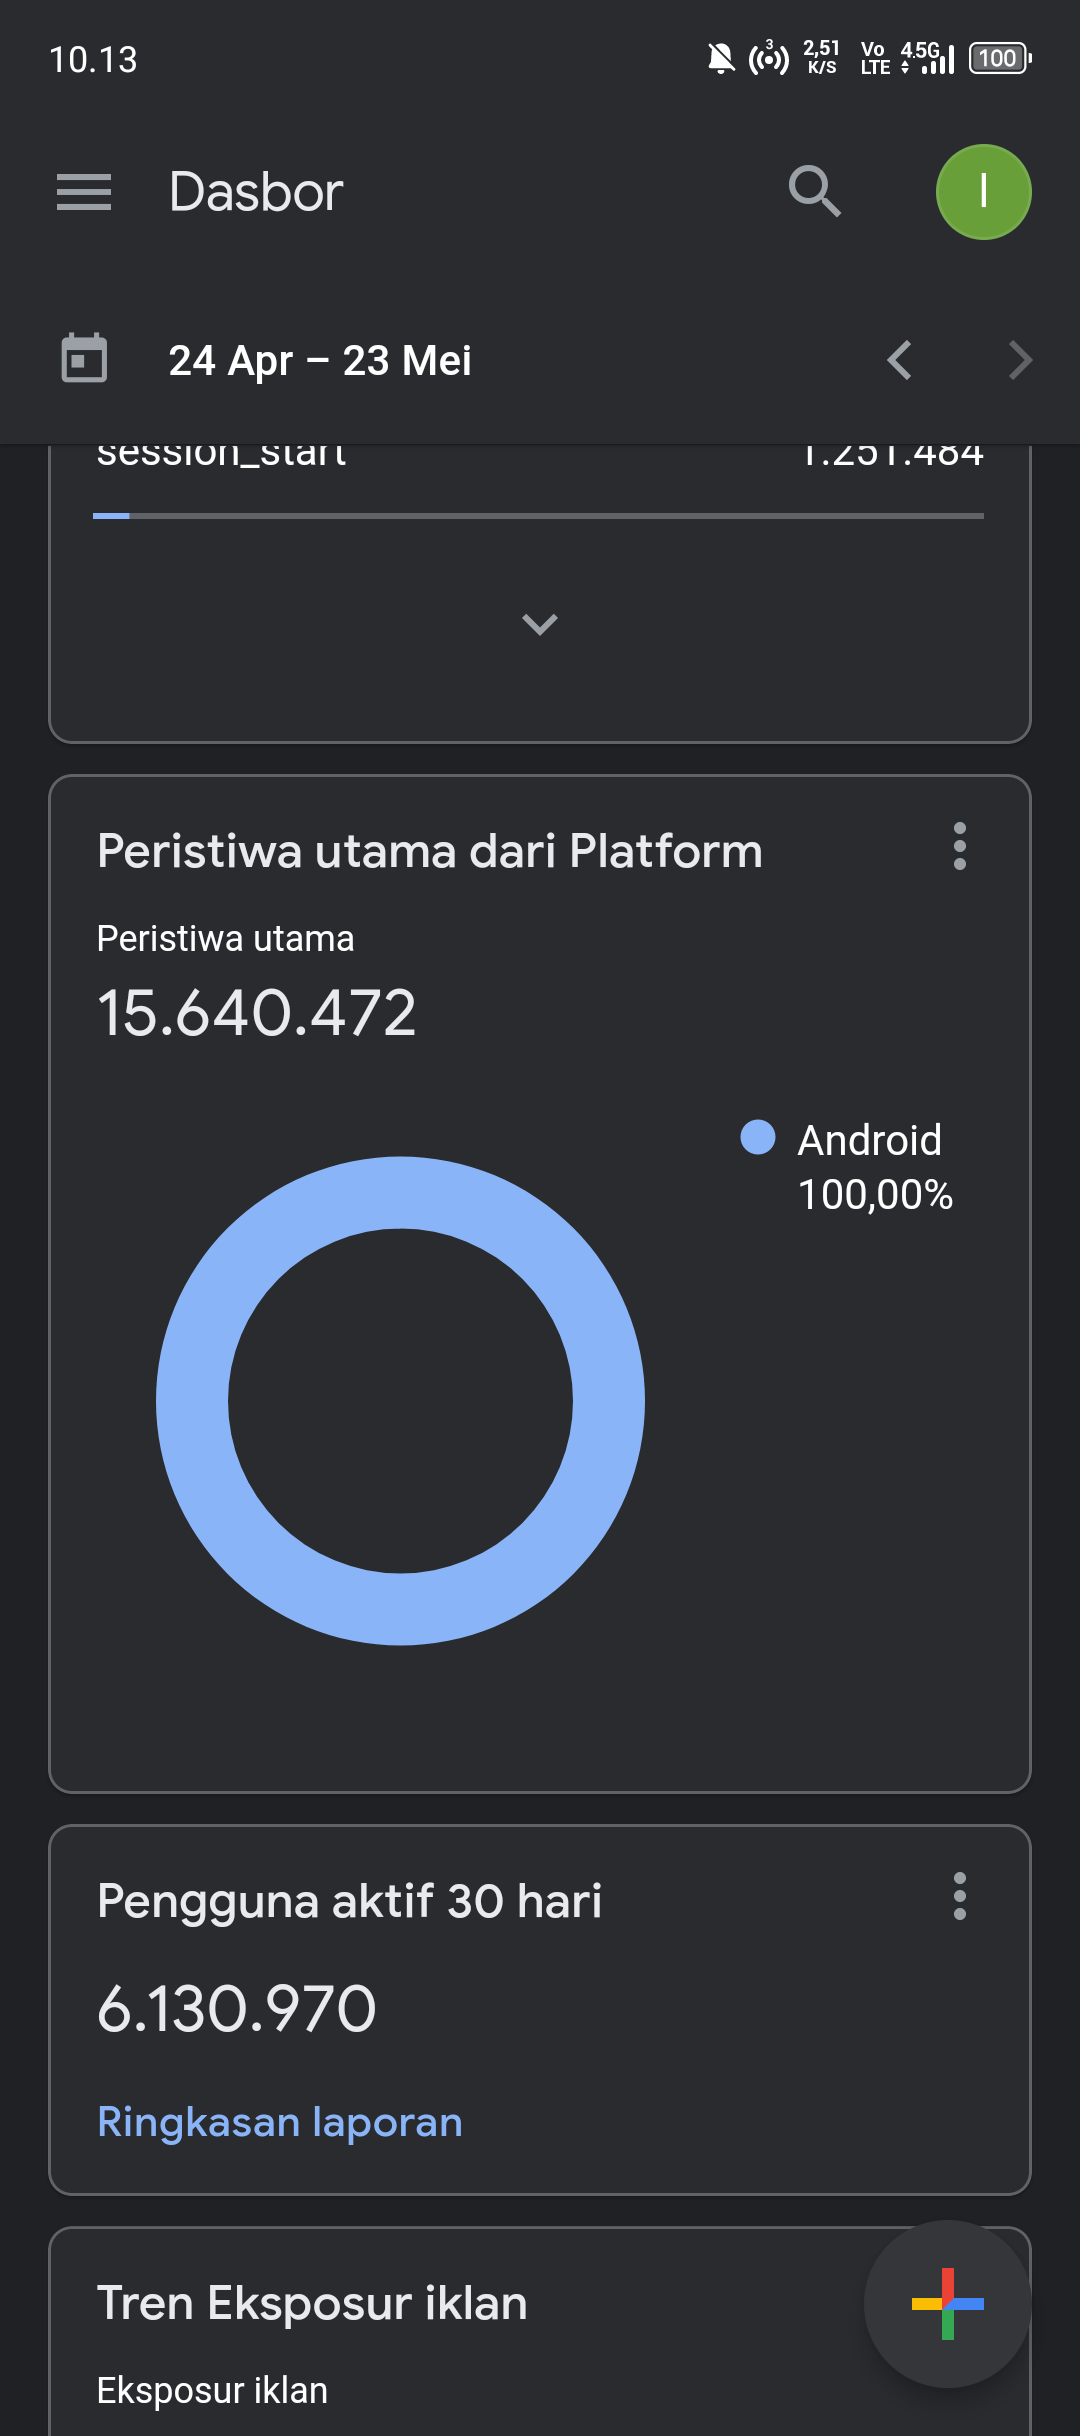 10.13
3
2,51
K/S
Vo
LTE
4.5G
100
Dasbor
I
24 Apr – 23 Mei
session_start
1.251.484
Peristiwa utama dari Platform
Peristiwa utama
15.640.472
Android
100,00%
Pengguna aktif 30 hari
6.130.970
Ringkasan laporan
Tren Eksposur iklan
Eksposur iklan